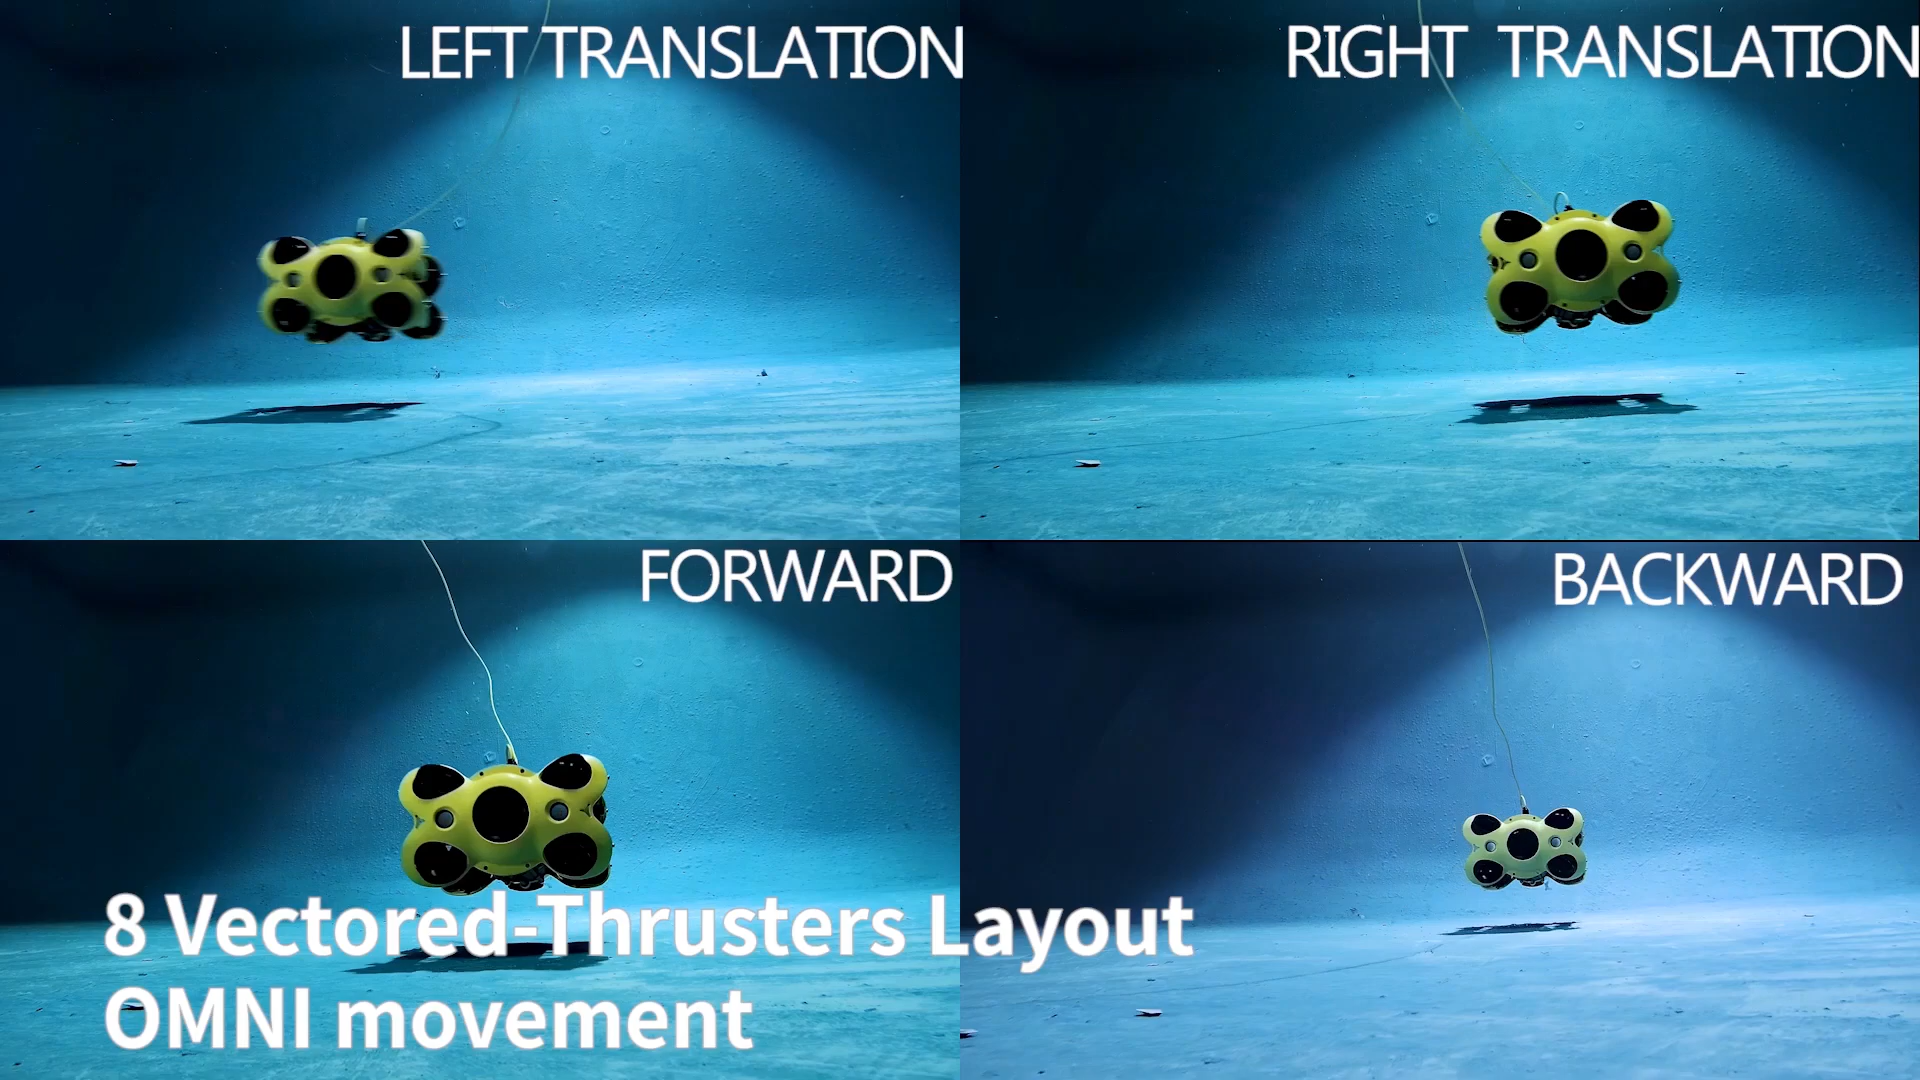 LEFT TRANSLATION
RIGHT TRANSLATION
FORWARD
BACKWARD
8 Vectored-Thrusters Layout
OMNI movement